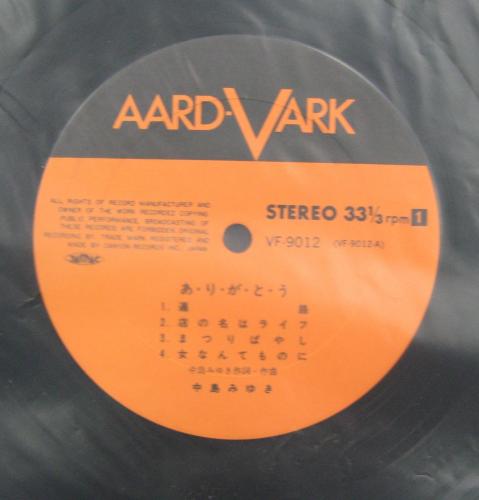 AARD-VARK
ALL RIGHTS OF RECORD MANUFACTURER AND
OWNER OF THE WORK RECORDED COPYING
PUBLIC PERFORMANCE, BROADCASTING OF
THESE RECORDS ARE FORBIDDEN. ORIGINAL
RECORDING BY, TRADE MARK REGISTERED AND
MADE BY CANYON RECORDS INC., JAPAN
STEREO 33⅓ rpm 1
VF-9012 (VF-9012-A)
あ・り・が・と・う
1. 遍路
2. 店の名はライフ
3. まつりばやし
4. 女なんてものに
中島みゆき作詞・作曲
中島みゆき